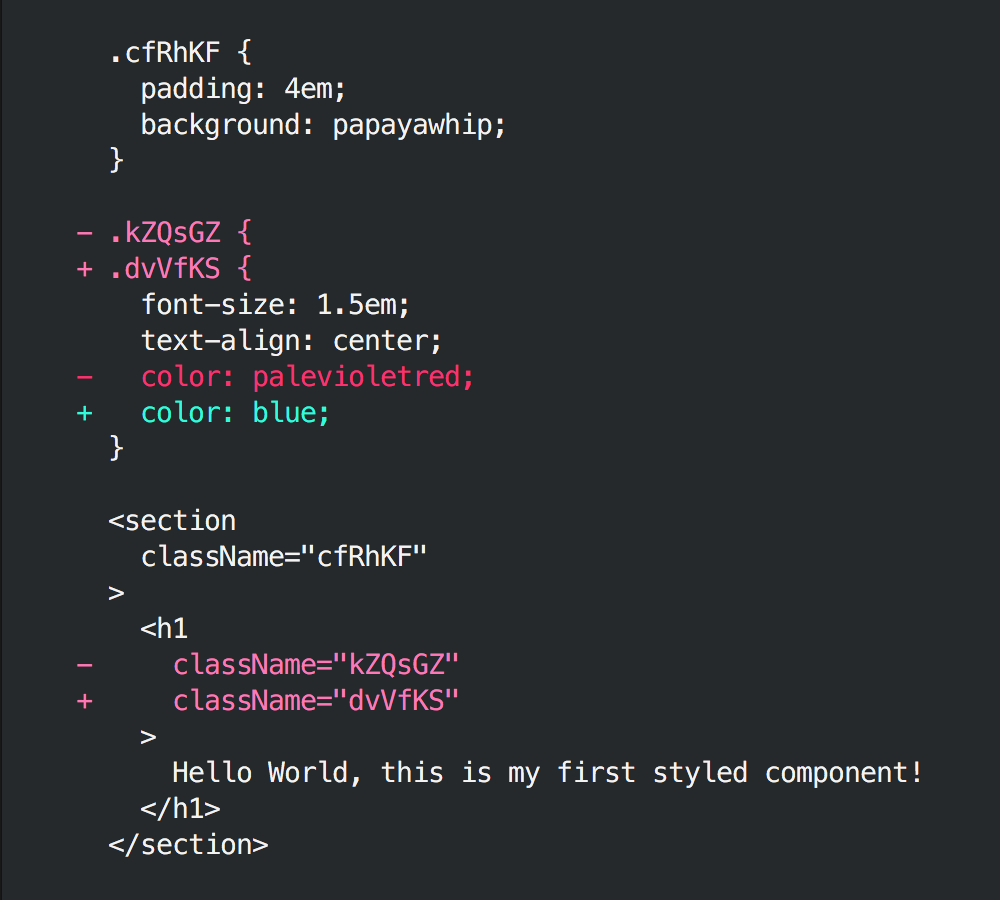 .cfRhKF {
    padding: 4em;
    background: papayawhip;
  }

- .kZQsGZ {
+ .dvVfKS {
    font-size: 1.5em;
    text-align: center;
-   color: palevioletred;
+   color: blue;
  }

  <section
    className="cfRhKF"
  >
    <h1
-     className="kZQsGZ"
+     className="dvVfKS"
    >
      Hello World, this is my first styled component!
    </h1>
  </section>